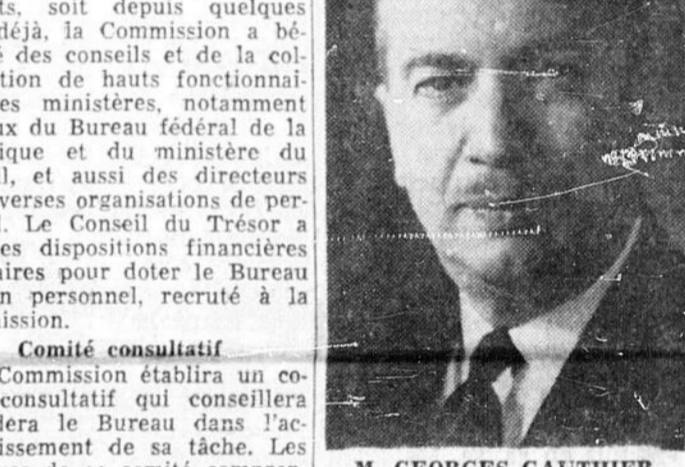 ts, soit depuis quelques
déjà, la Commission a bé-
é des conseils et de la col-
tion de hauts fonctionnai-
es ministères, notamment
ux du Bureau fédéral de la
ique et du ministère du
l, et aussi des directeurs
verses organisations de per-
l. Le Conseil du Trésor a
es dispositions financières
aires pour doter le Bureau
n personnel, recruté à la
ission.
Comité consultatif
Commission établira un co-
consultatif qui conseillera
dera le Bureau dans l'ac-
issement de sa tâche. Les
de ce comité compren-
M. GEORGES GAUTHIER